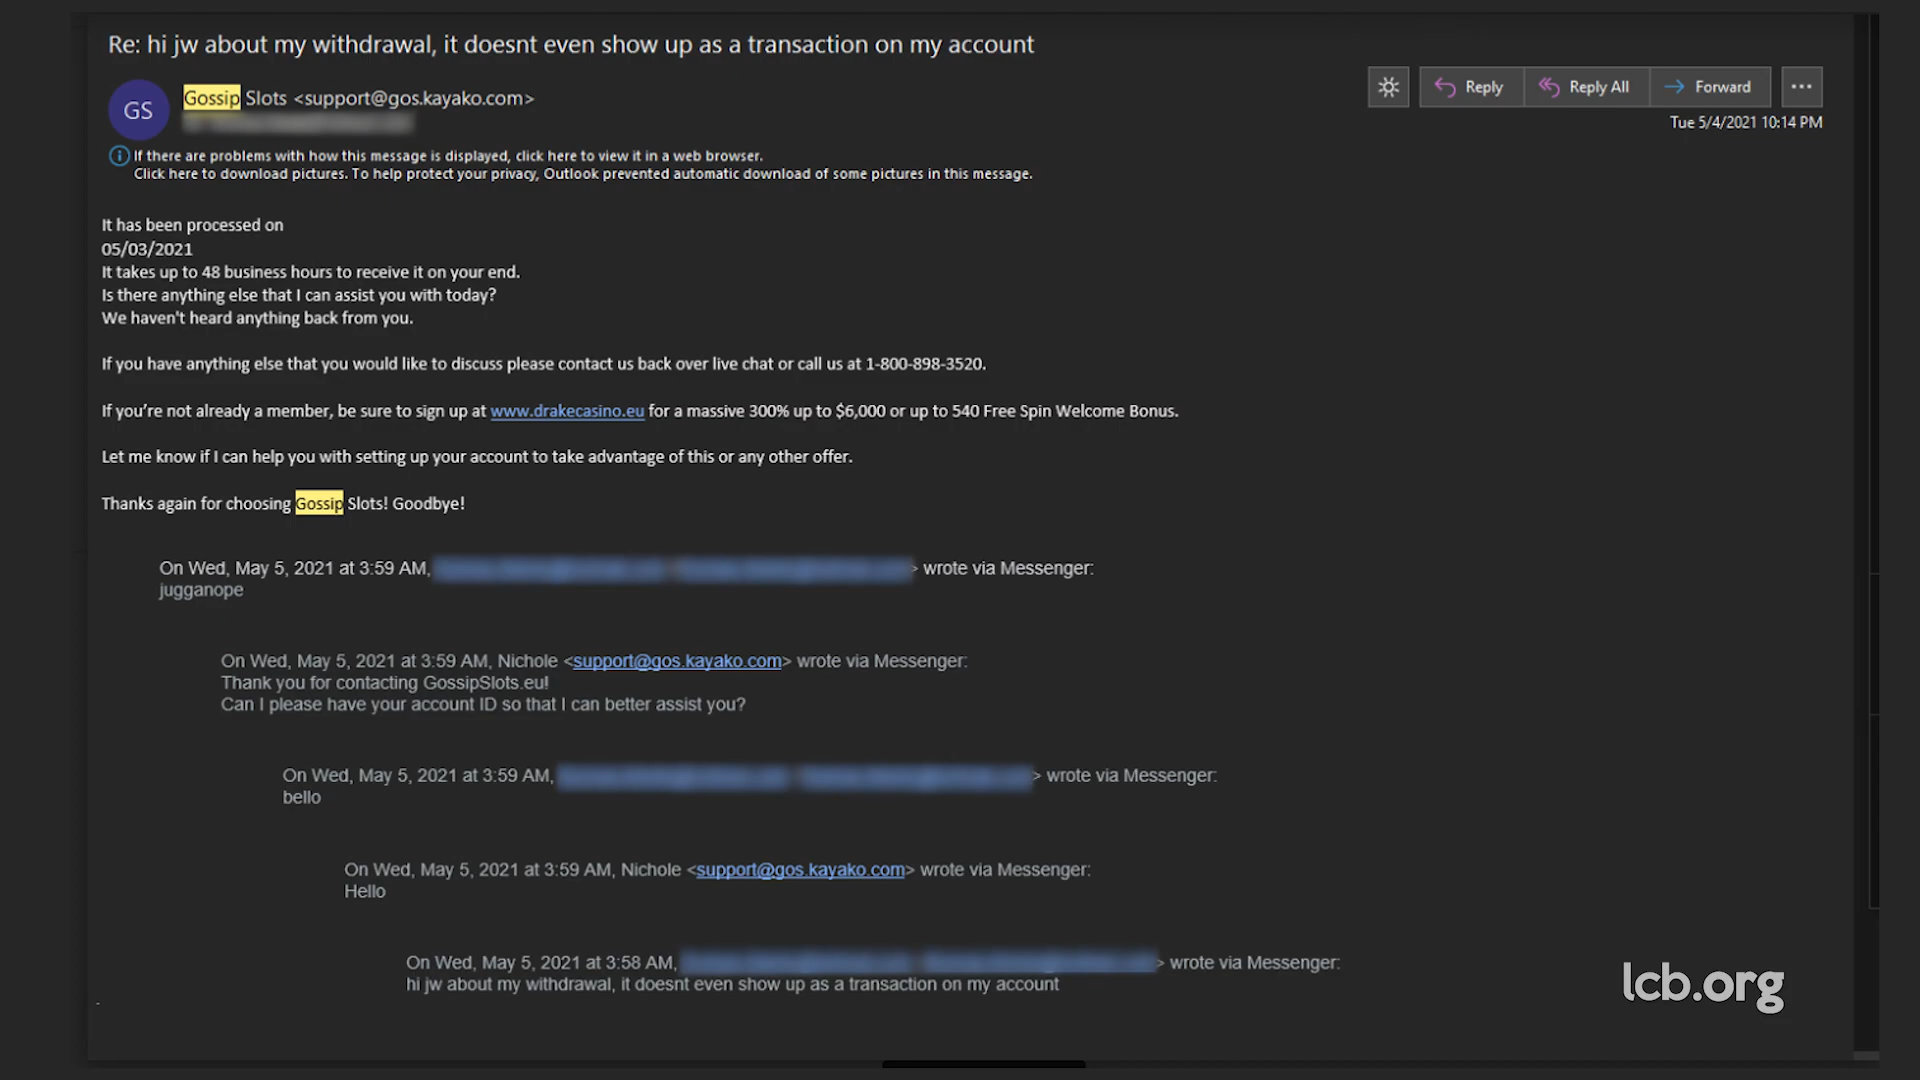 Re: hi jw about my withdrawal, it doesnt even show up as a transaction on my account
GS
Gossip Slots <support@gos.kayako.com>
Reply
Reply All
Forward
Tue 5/4/2021 10:14 PM
If there are problems with how this message is displayed, click here to view it in a web browser.
Click here to download pictures. To help protect your privacy, Outlook prevented automatic download of some pictures in this message.
It has been processed on
05/03/2021
It takes up to 48 business hours to receive it on your end.
Is there anything else that I can assist you with today?
We haven't heard anything back from you.
If you have anything else that you would like to discuss please contact us back over live chat or call us at 1-800-898-3520.
If you’re not already a member, be sure to sign up at www.drakecasino.eu for a massive 300% up to $6,000 or up to 540 Free Spin Welcome Bonus.
Let me know if I can help you with setting up your account to take advantage of this or any other offer.
Thanks again for choosing Gossip Slots! Goodbye!
On Wed, May 5, 2021 at 3:59 AM, > wrote via Messenger:
jugganope
On Wed, May 5, 2021 at 3:59 AM, Nichole <support@gos.kayako.com> wrote via Messenger:
Thank you for contacting GossipSlots.eu!
Can I please have your account ID so that I can better assist you?
On Wed, May 5, 2021 at 3:59 AM, > wrote via Messenger:
bello
On Wed, May 5, 2021 at 3:59 AM, Nichole <support@gos.kayako.com> wrote via Messenger:
Hello
On Wed, May 5, 2021 at 3:58 AM, > wrote via Messenger:
hi jw about my withdrawal, it doesnt even show up as a transaction on my account
lcb.org